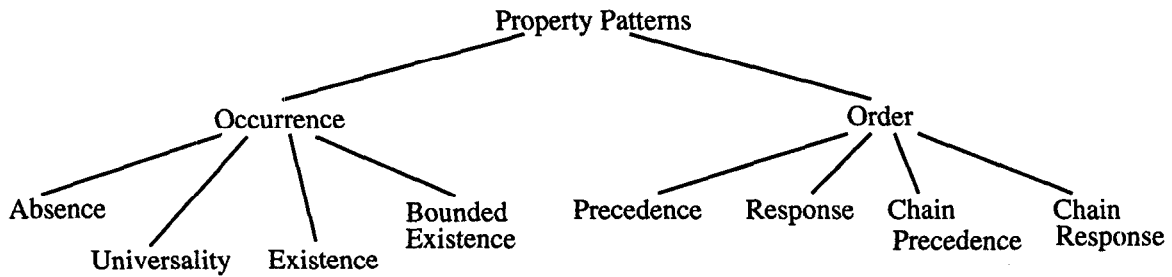 Property Patterns
Occurrence
Order
Absence
Universality
Existence
Bounded
Existence
Precedence
Response
Chain
Precedence
Chain
Response